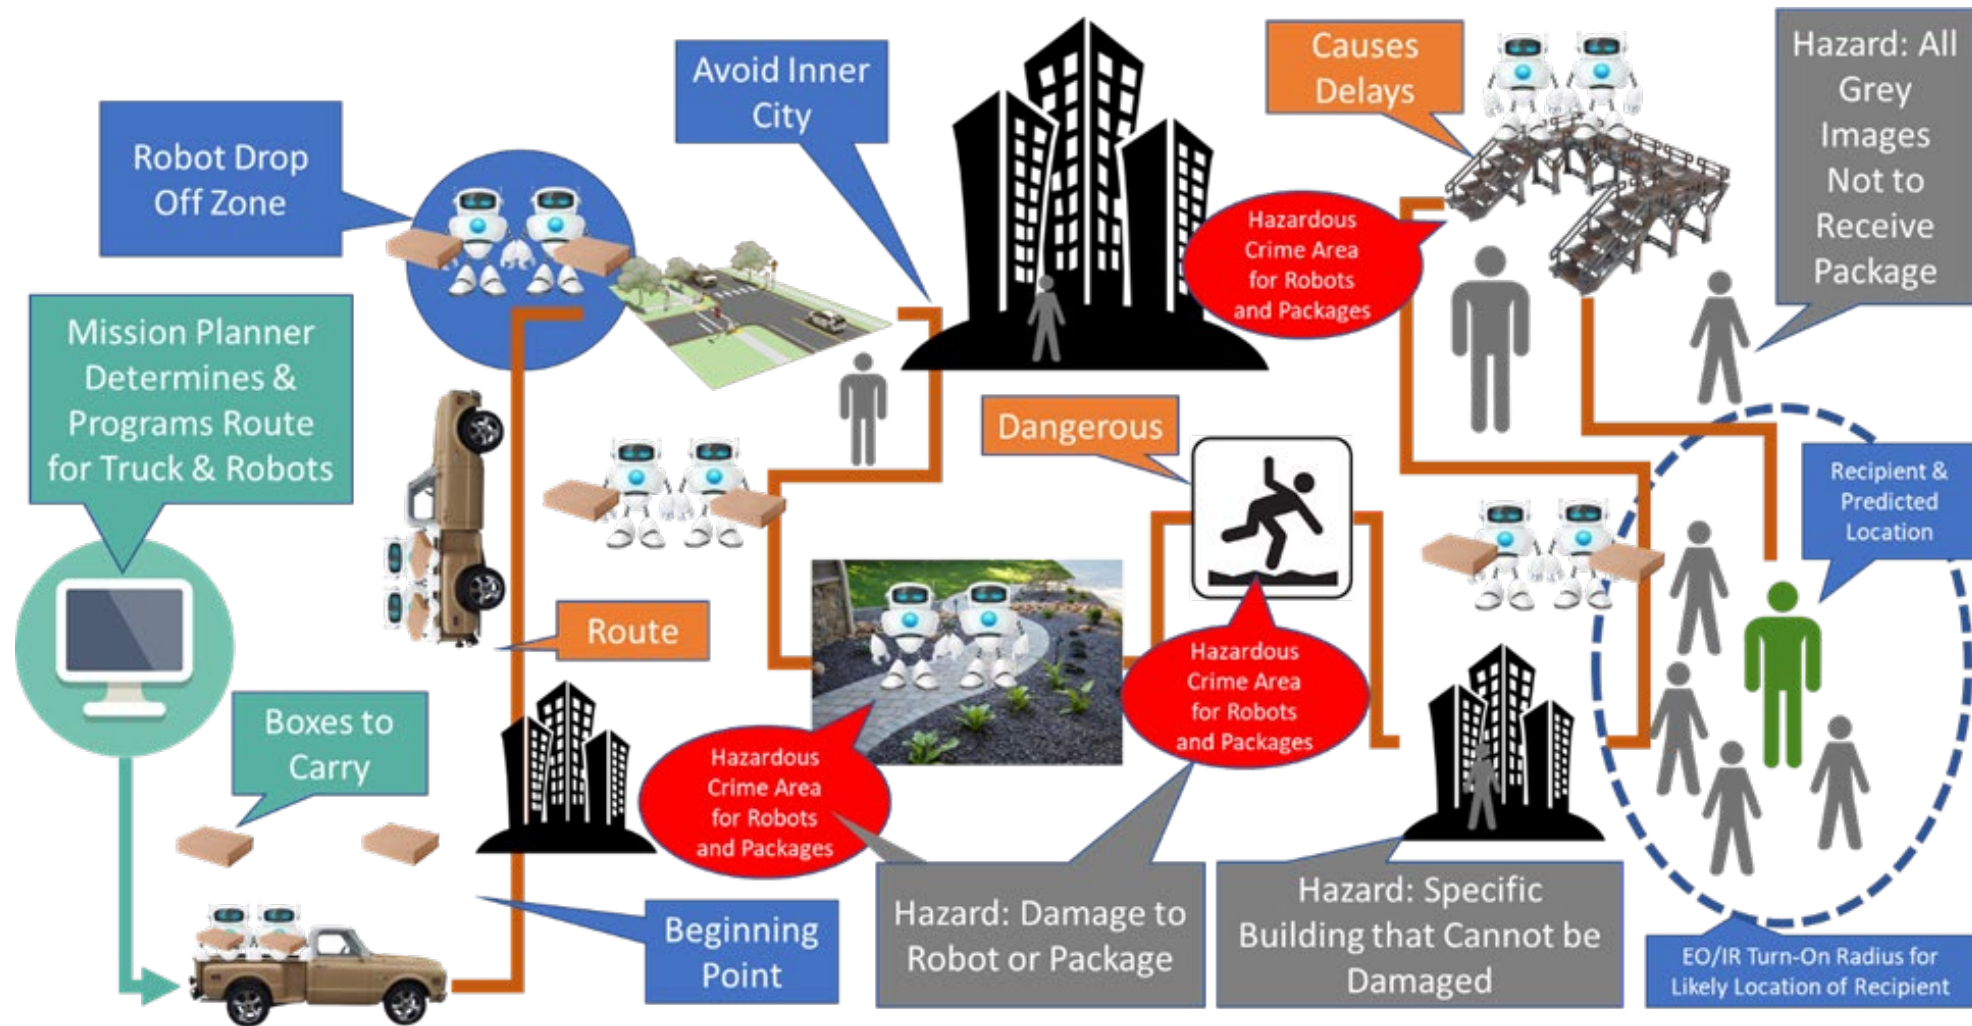 Robot Drop
Off Zone
Avoid Inner
City
Causes
Delays
Hazard: All
Grey
Images
Not to
Receive
Package
Hazardous
Crime Area
for Robots
and Packages
Mission Planner
Determines &
Programs Route
for Truck & Robots
Dangerous
Recipient &
Predicted
Location
Route
Hazardous
Crime Area
for Robots
and Packages
Boxes to
Carry
Hazardous
Crime Area
for Robots
and Packages
Beginning
Point
Hazard: Damage to
Robot or Package
Hazard: Specific
Building that Cannot be
Damaged
EO/IR Turn-On Radius for
Likely Location of Recipient